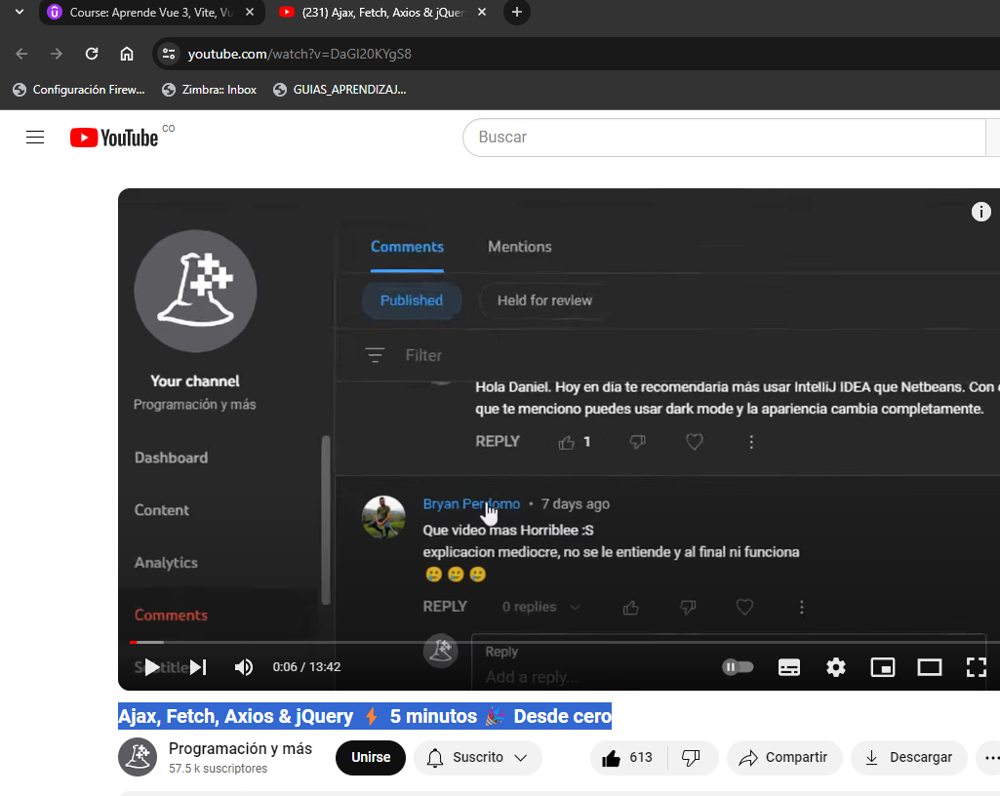 Course: Aprende Vue 3, Vite, Vu
(231) Ajax, Fetch, Axios & jQuer
youtube.com/watch?v=DaGI20KYgS8
Configuración Firew...
Zimbra:: Inbox
GUIAS_APRENDIZAJ...
YouTube CO
Buscar
Comments
Mentions
Published
Held for review
Filter
Your channel
Programación y más
Dashboard
Content
Analytics
Comments
Subtitle
Hola Daniel. Hoy en día te recomendaría más usar IntelliJ IDEA que Netbeans. Con
que te menciono puedes usar dark mode y la apariencia cambia completamente.
REPLY
1
Bryan Perdomo • 7 days ago
Que video mas Horriblee :S
explicacion mediocre, no se le entiende y al final ni funciona
🥲 🥲 🥲
REPLY
0 replies
Reply
Add a reply...
0:06 / 13:42
Ajax, Fetch, Axios & jQuery ⚡ 5 minutos 🎉 Desde cero
Programación y más
57.5 k suscriptores
Unirse
Suscrito
613
Compartir
Descargar